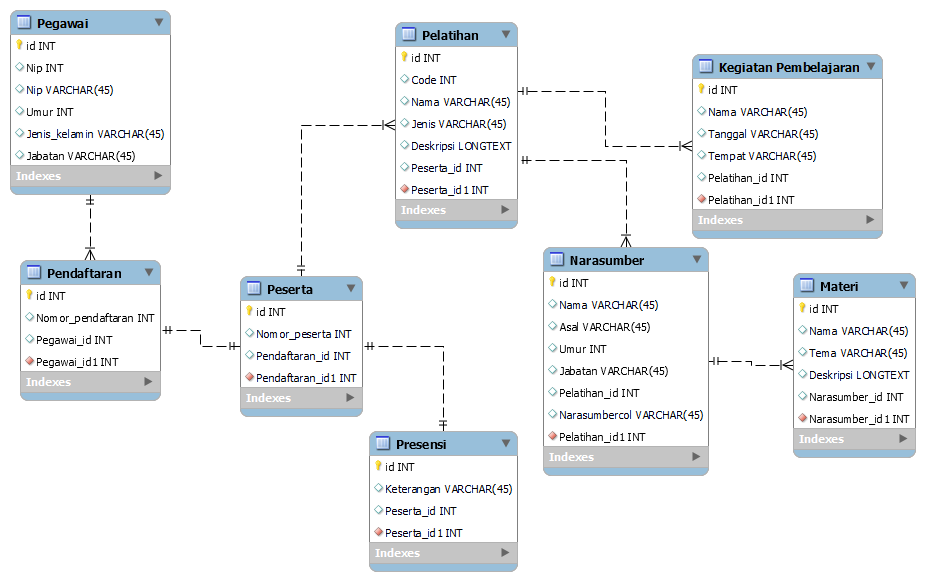 Pegawai
id INT
Nip INT
Nip VARCHAR(45)
Umur INT
Jenis_kelamin VARCHAR(45)
Jabatan VARCHAR(45)
Indexes
Pelatihan
id INT
Code INT
Nama VARCHAR(45)
Jenis VARCHAR(45)
Deskripsi LONGTEXT
Peserta_id INT
Peserta_id1 INT
Indexes
Kegiatan Pembelajaran
id INT
Nama VARCHAR(45)
Tanggal VARCHAR(45)
Tempat VARCHAR(45)
Pelatihan_id INT
Pelatihan_id1 INT
Indexes
Pendaftaran
id INT
Nomor_pendaftaran INT
Pegawai_id INT
Pegawai_id1 INT
Indexes
Peserta
id INT
Nomor_peserta INT
Pendaftaran_id INT
Pendaftaran_id1 INT
Indexes
Narasumber
id INT
Nama VARCHAR(45)
Asal VARCHAR(45)
Umur INT
Jabatan VARCHAR(45)
Pelatihan_id INT
Narasumbercol VARCHAR(45)
Pelatihan_id1 INT
Indexes
Materi
id INT
Nama VARCHAR(45)
Tema VARCHAR(45)
Deskripsi LONGTEXT
Narasumber_id INT
Narasumber_id1 INT
Indexes
Presensi
id INT
Keterangan VARCHAR(45)
Peserta_id INT
Peserta_id1 INT
Indexes